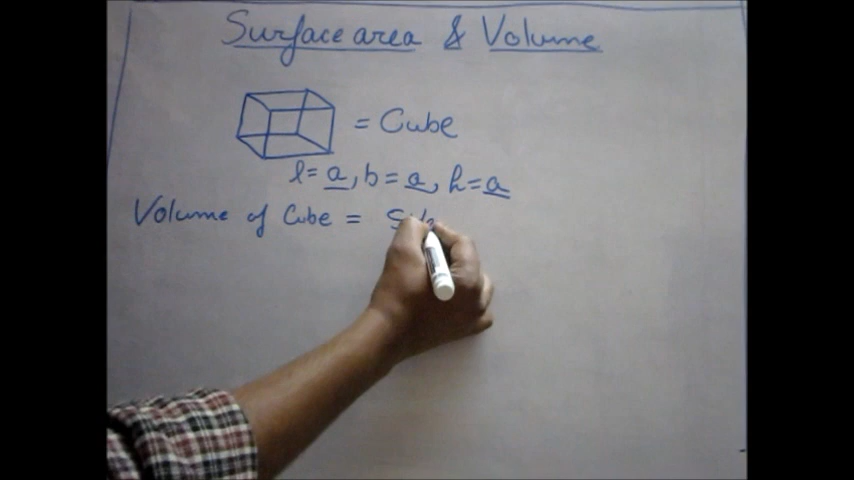 Surface area & Volume
= Cube
l = a, b = a, h = a
Volume of Cube =